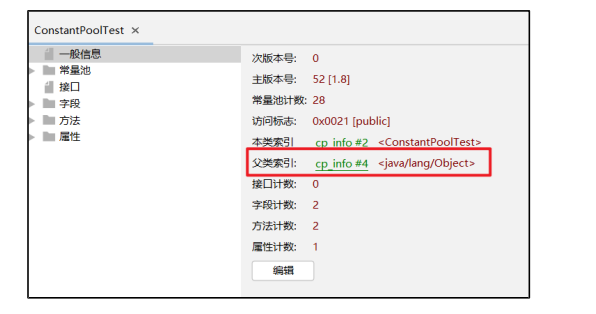 ConstantPoolTest ×
一般信息
常量池
接口
字段
方法
属性
次版本号: 0
主版本号: 52 [1.8]
常量池计数: 28
访问标志: 0x0021 [public]
本类索引 cp_info #2 <ConstantPoolTest>
父类索引: cp_info #4 <java/lang/Object>
接口计数: 0
字段计数: 2
方法计数: 2
属性计数: 1
编辑